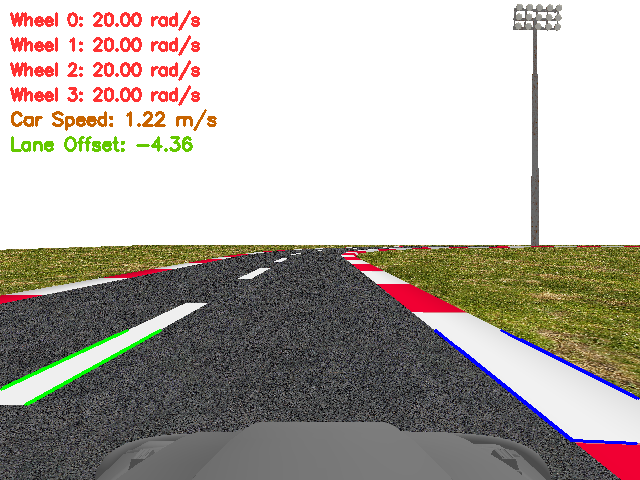 Wheel 0: 20.00 rad/s
Wheel 1: 20.00 rad/s
Wheel 2: 20.00 rad/s
Wheel 3: 20.00 rad/s
Car Speed: 1.22 m/s
Lane Offset: -4.36